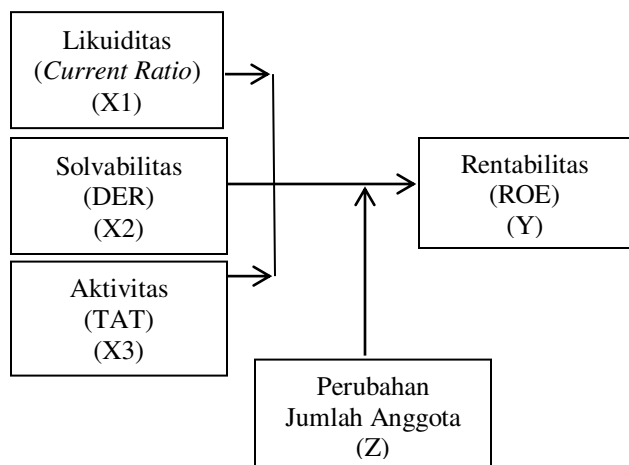 Likuiditas
(Current Ratio)
(X1)
Solvabilitas
(DER)
(X2)
Aktivitas
(TAT)
(X3)
Rentabilitas
(ROE)
(Y)
Perubahan
Jumlah Anggota
(Z)